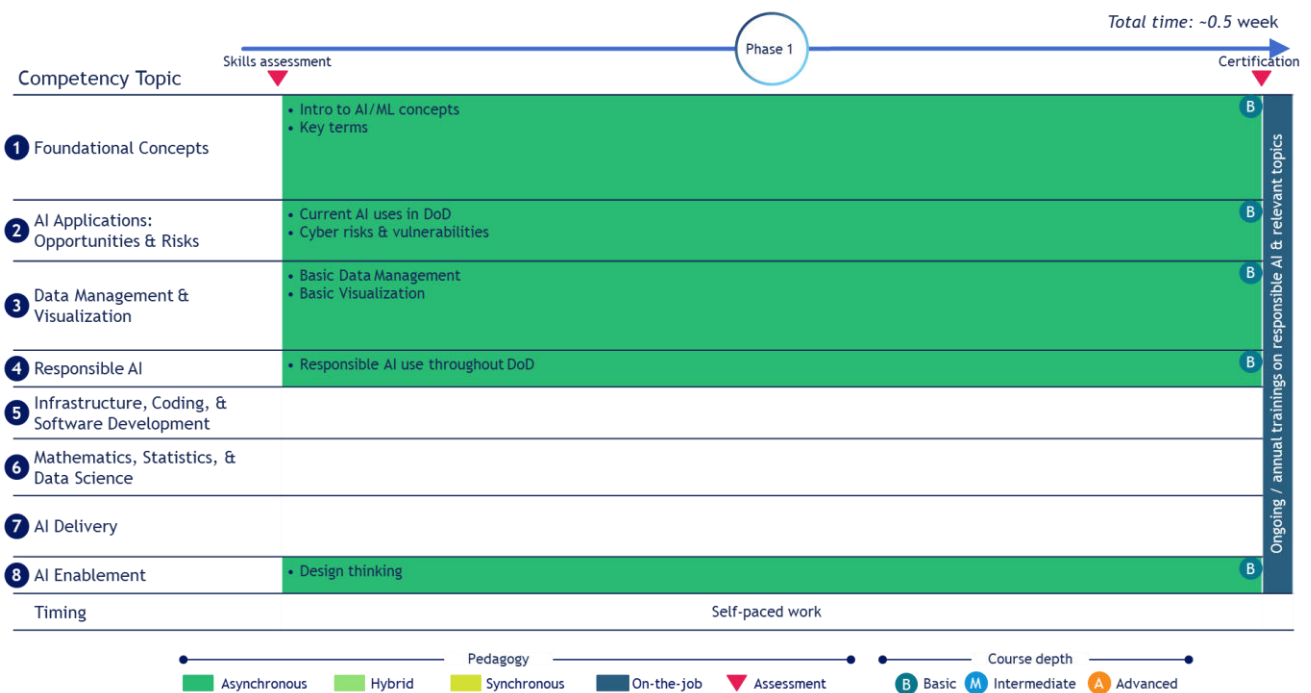 Total time: ~0.5 week
Phase 1
Skills assessment
Certification
Competency Topic
1 Foundational Concepts
• Intro to AI/ML concepts
• Key terms
B
2 AI Applications:
Opportunities & Risks
• Current AI uses in DoD
• Cyber risks & vulnerabilities
B
3 Data Management &
Visualization
• Basic Data Management
• Basic Visualization
B
4 Responsible AI
• Responsible AI use throughout DoD
B
5 Infrastructure, Coding, &
Software Development
6 Mathematics, Statistics, &
Data Science
7 AI Delivery
8 AI Enablement
• Design thinking
B
Ongoing / annual trainings on responsible AI & relevant topics
Timing
Self-paced work
Pedagogy
Asynchronous
Hybrid
Synchronous
On-the-job
Assessment
Course depth
B Basic
M Intermediate
A Advanced